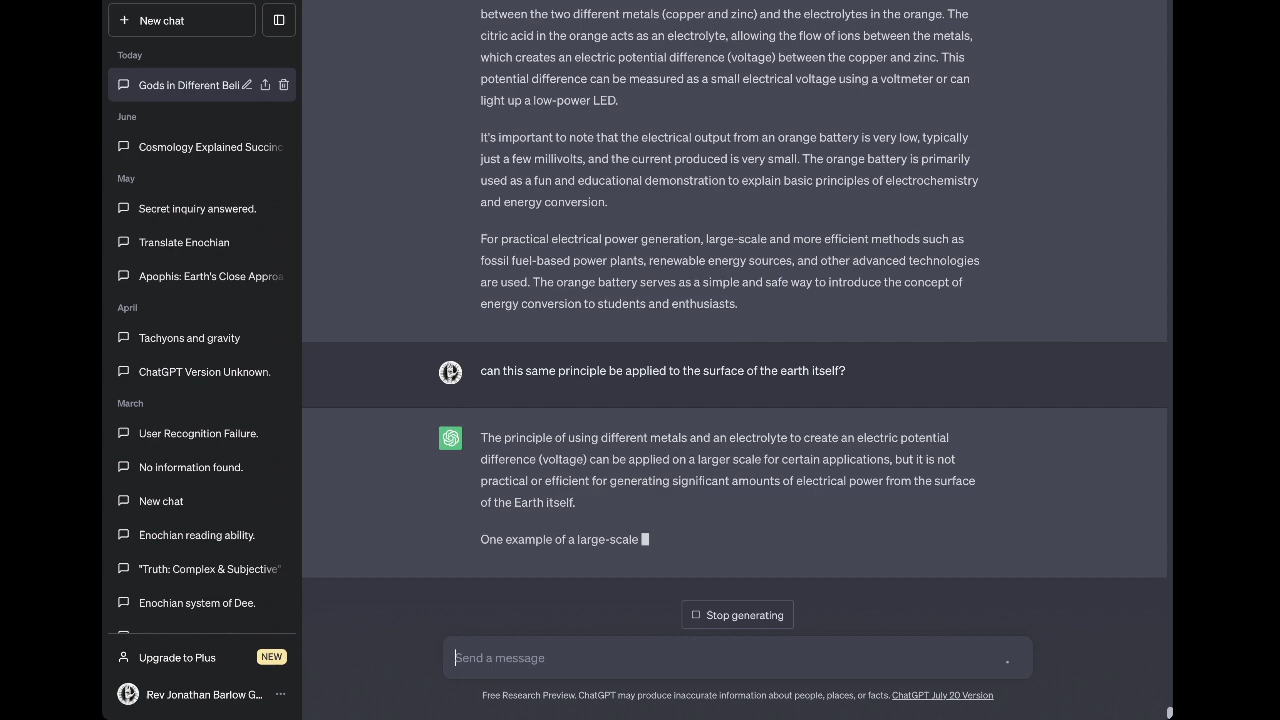 New chat
Today
Gods in Different Beli
June
Cosmology Explained Succinc
May
Secret inquiry answered.
Translate Enochian
Apophis: Earth's Close Approa
April
Tachyons and gravity
ChatGPT Version Unknown.
March
User Recognition Failure.
No information found.
New chat
Enochian reading ability.
"Truth: Complex & Subjective"
Enochian system of Dee.
Upgrade to Plus NEW
Rev Jonathan Barlow G... ...
between the two different metals (copper and zinc) and the electrolytes in the orange. The
citric acid in the orange acts as an electrolyte, allowing the flow of ions between the metals,
which creates an electric potential difference (voltage) between the copper and zinc. This
potential difference can be measured as a small electrical voltage using a voltmeter or can
light up a low-power LED.
It's important to note that the electrical output from an orange battery is very low, typically
just a few millivolts, and the current produced is very small. The orange battery is primarily
used as a fun and educational demonstration to explain basic principles of electrochemistry
and energy conversion.
For practical electrical power generation, large-scale and more efficient methods such as
fossil fuel-based power plants, renewable energy sources, and other advanced technologies
are used. The orange battery serves as a simple and safe way to introduce the concept of
energy conversion to students and enthusiasts.
can this same principle be applied to the surface of the earth itself?
The principle of using different metals and an electrolyte to create an electric potential
difference (voltage) can be applied on a larger scale for certain applications, but it is not
practical or efficient for generating significant amounts of electrical power from the surface
of the Earth itself.
One example of a large-scale
Stop generating
Send a message
Free Research Preview. ChatGPT may produce inaccurate information about people, places, or facts. ChatGPT July 20 Version